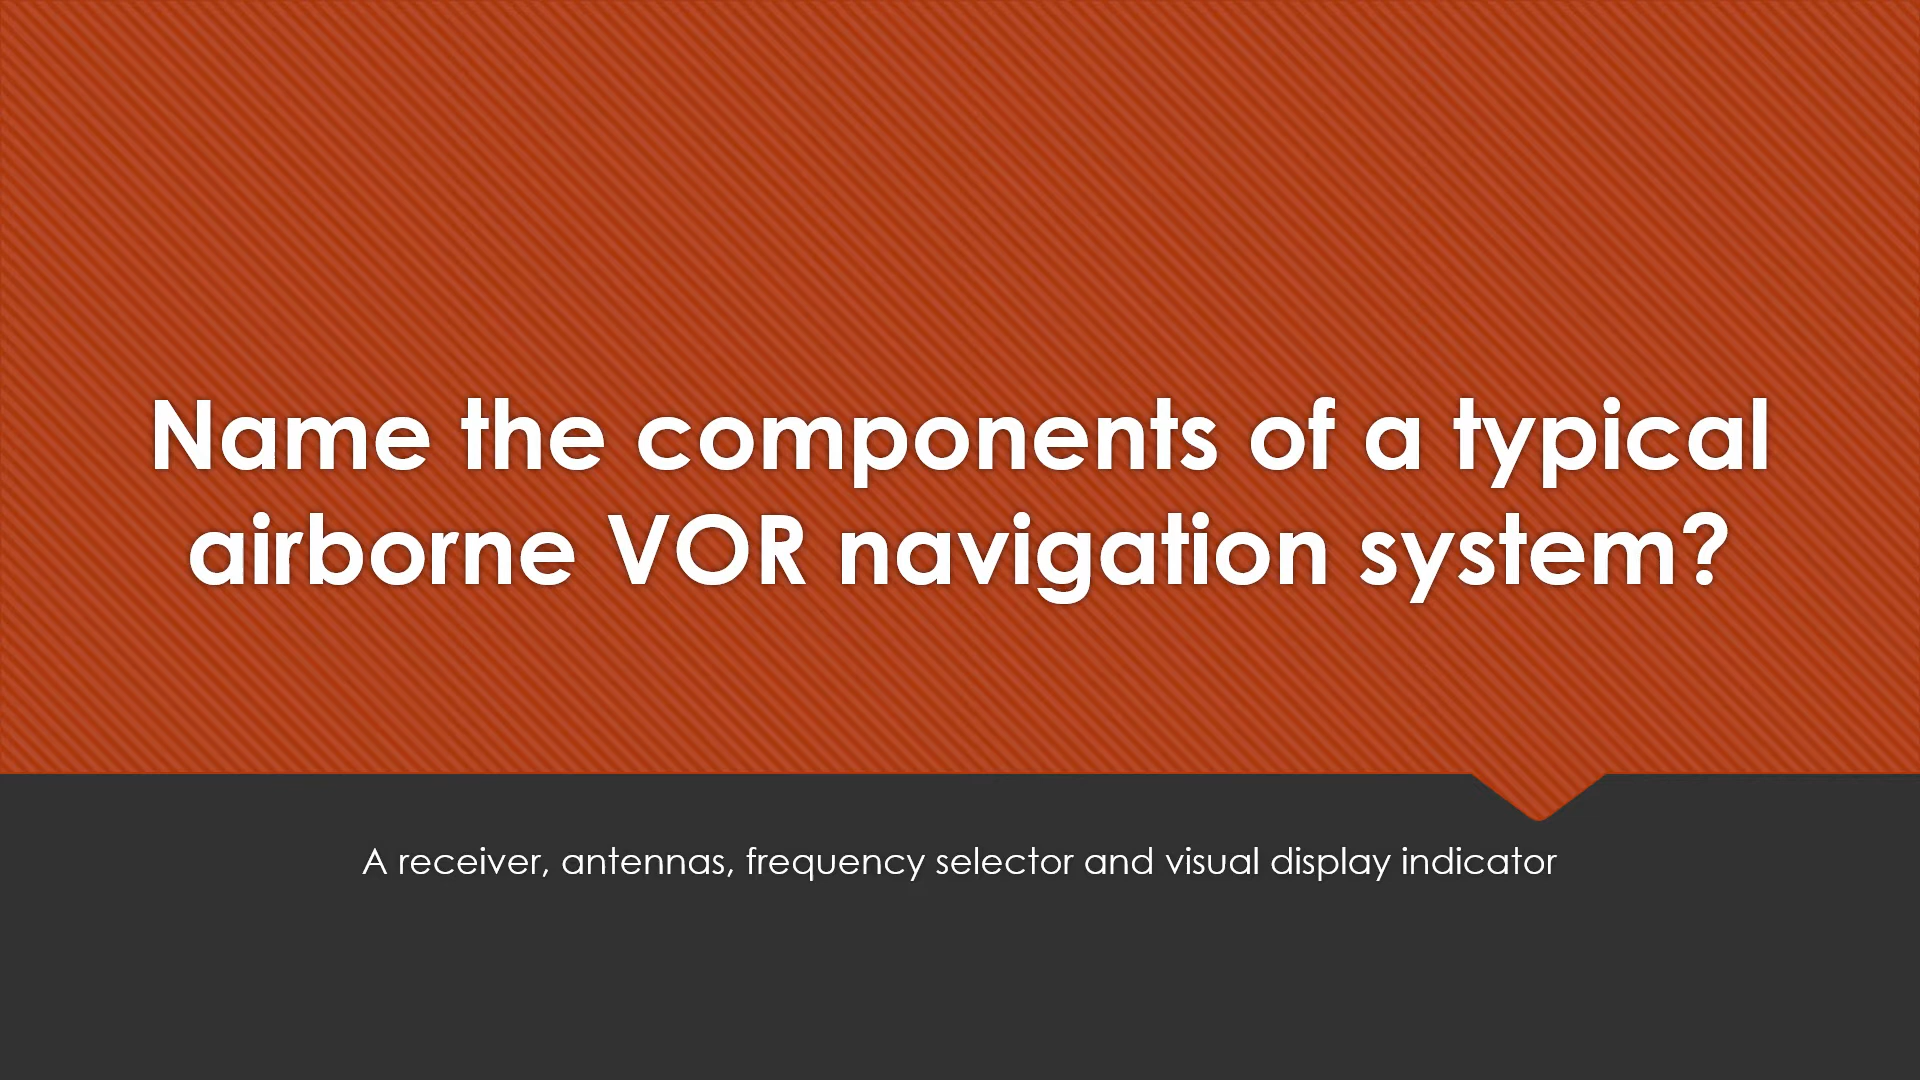 Name the components of a typical
airborne VOR navigation system?
A receiver, antennas, frequency selector and visual display indicator